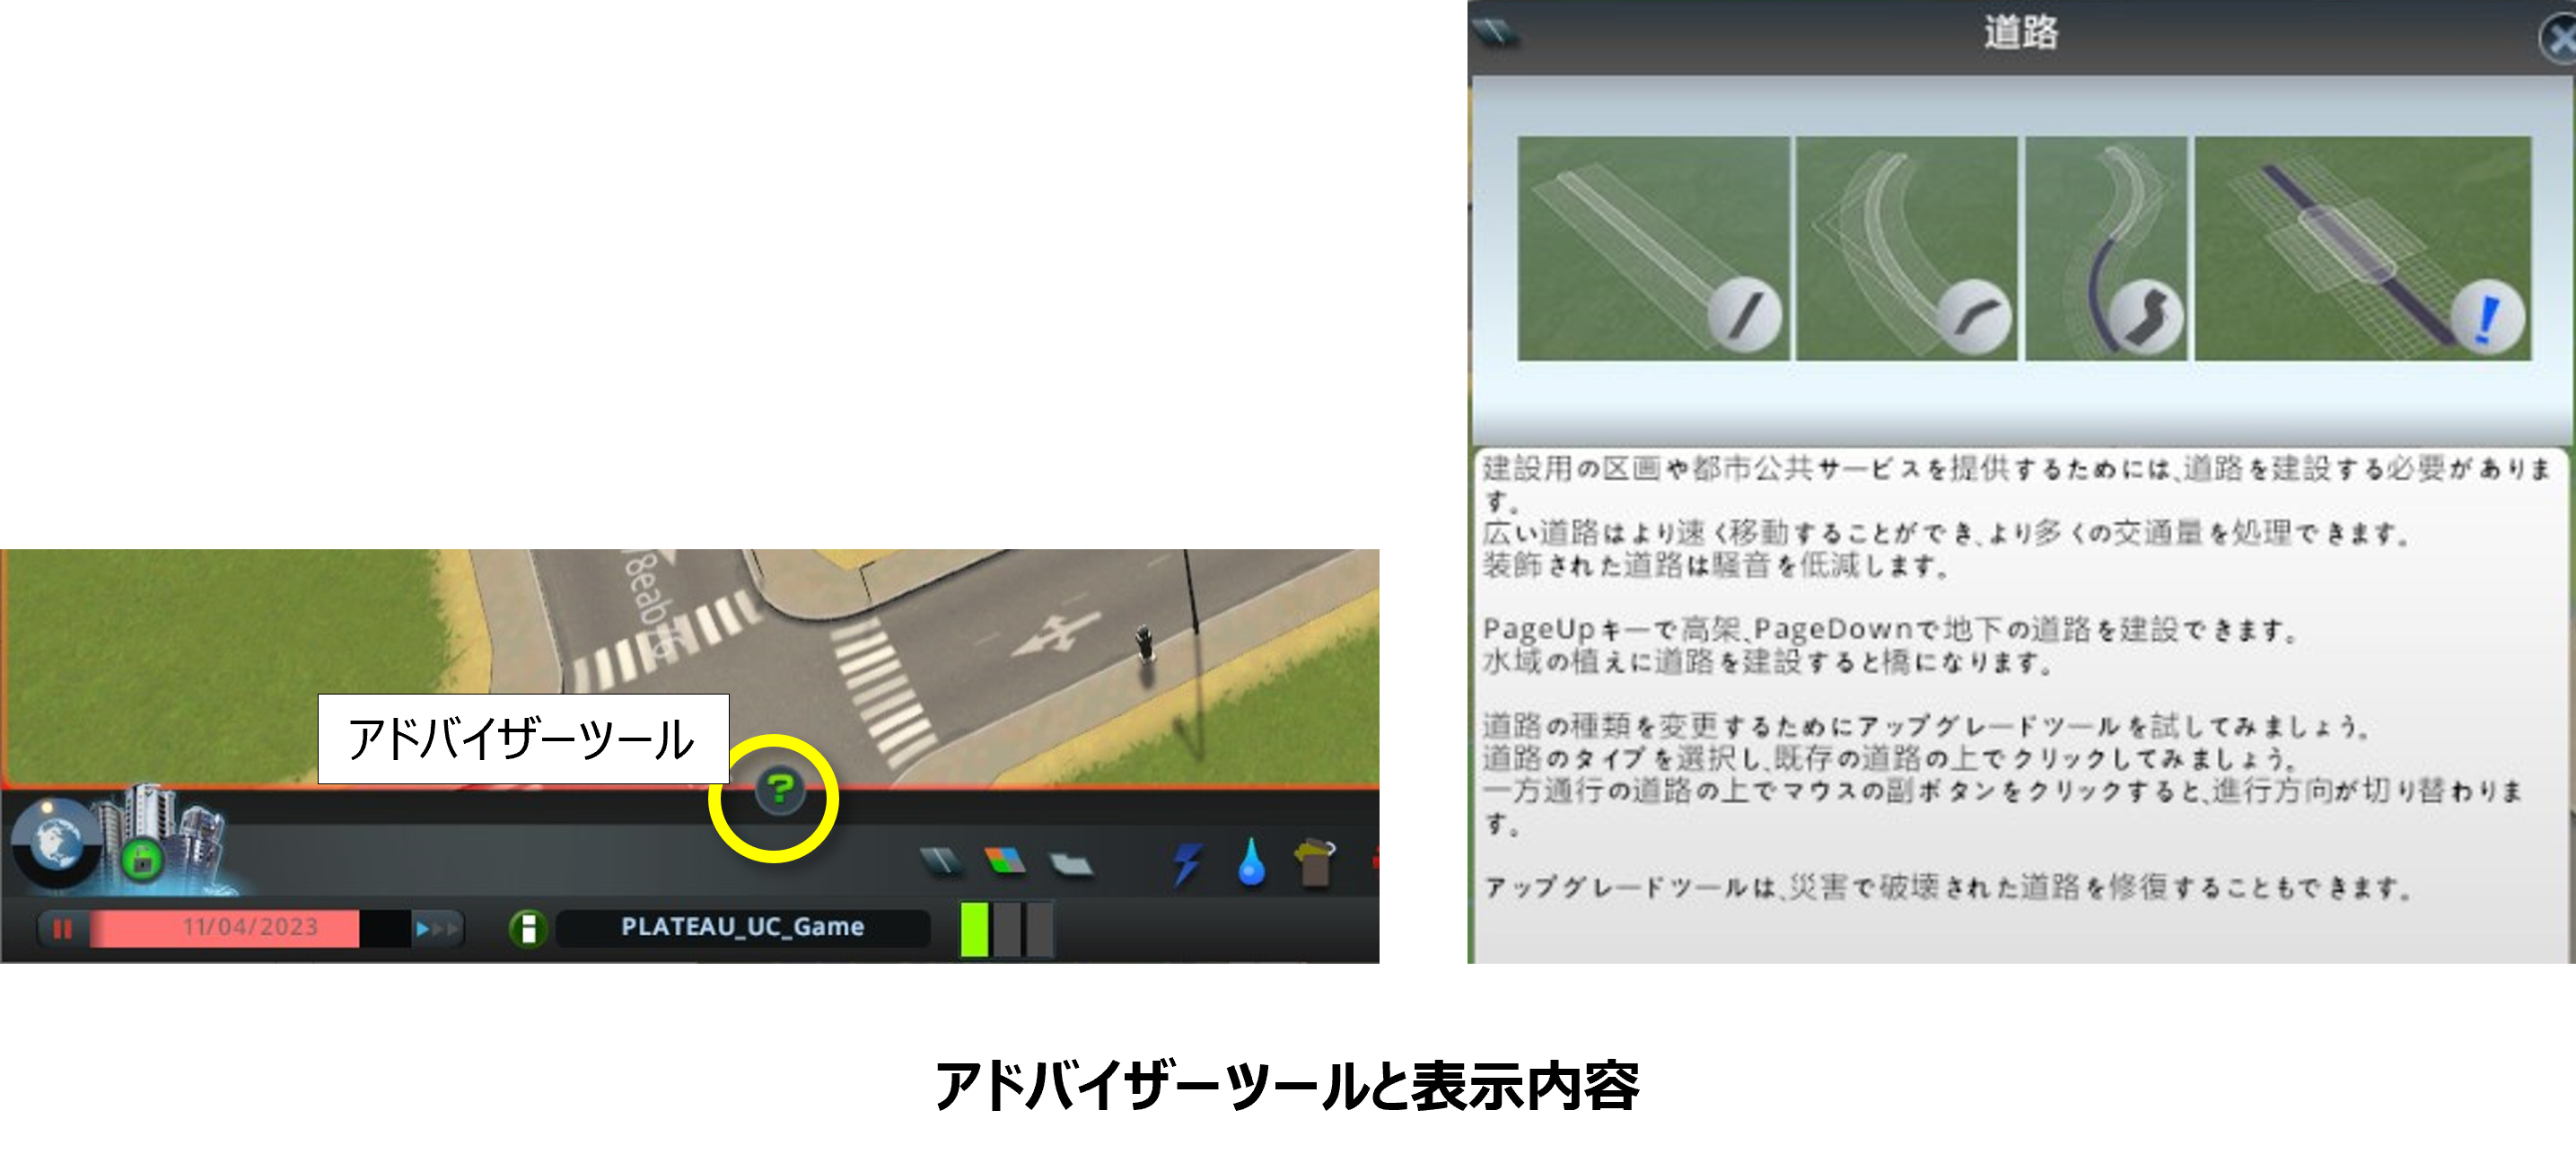 道路
建設用の区画や都市公共サービスを提供するためには、道路を建設する必要がありま
す。
広い道路はより速く移動することができ、より多くの交通量を処理できます。
装飾された道路は騒音を低減します。
PageUpキーで高架、PageDownで地下の道路を建設できます。
水域の植えに道路を建設すると橋になります。
道路の種類を変更するためにアップグレードツールを試してみましょう。
道路のタイプを選択し、既存の道路の上でクリックしてみましょう。
一方通行の道路の上でマウスの副ボタンをクリックすると、進行方向が切り替わりま
す。
アップグレードツールは、災害で破壊された道路を修復することもできます。
アドバイザーツール
?
11/04/2023
PLATEAU_UC_Game
アドバイザーツールと表示内容